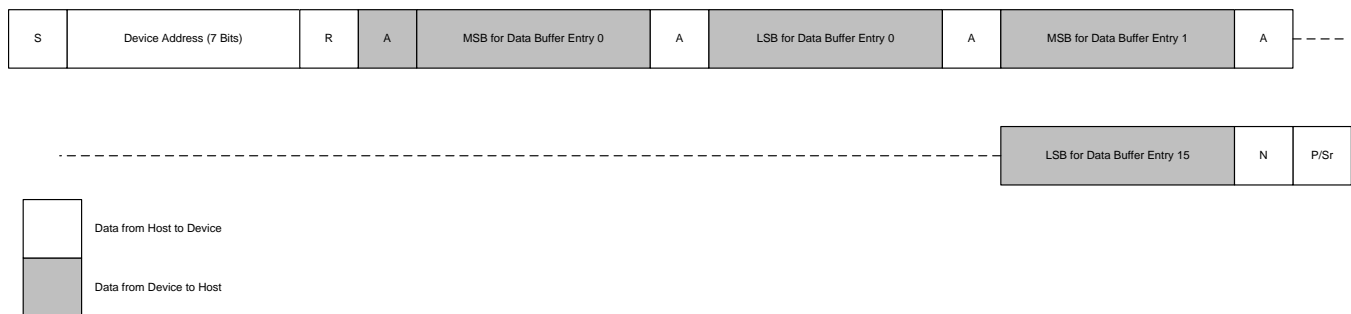 S Device Address (7 Bits) R A MSB for Data Buffer Entry 0 A LSB for Data Buffer Entry 0 A MSB for Data Buffer Entry 1 A
LSB for Data Buffer Entry 15 N P/Sr
Data from Host to Device
Data from Device to Host